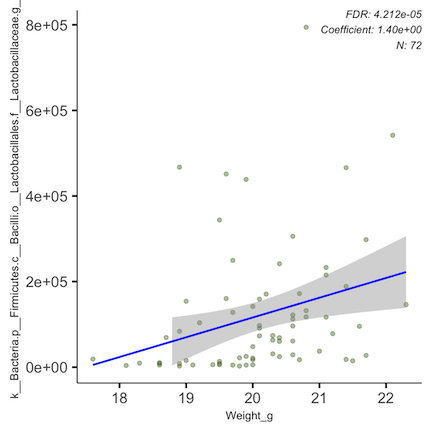 FDR: 4.212e-05
Coefficient: 1.40e+00
N: 72
k__Bacteria.p__Firmicutes.c__Bacilli.o__Lactobacillales.f__Lactobacillaceae.g_
8e+05
6e+05
4e+05
2e+05
0e+00
18 19 20 21 22
Weight_g